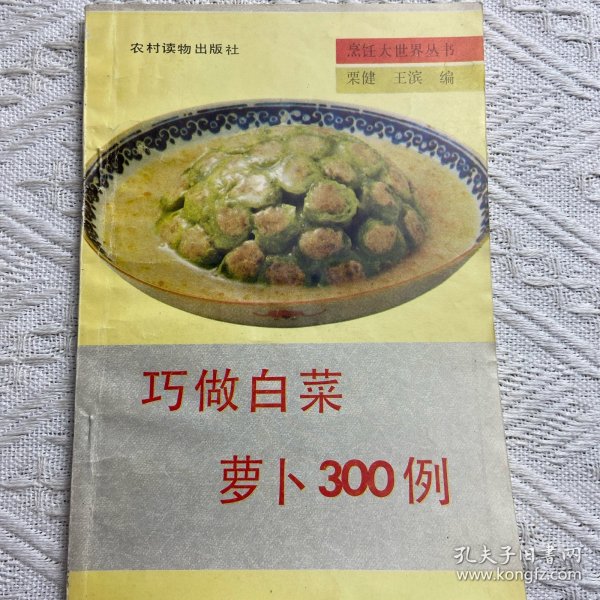 农村读物出版社
烹饪大世界丛书
栗健 王滨 编
巧做白菜
萝卜300例
孔夫子旧书网
www.kongfz.com